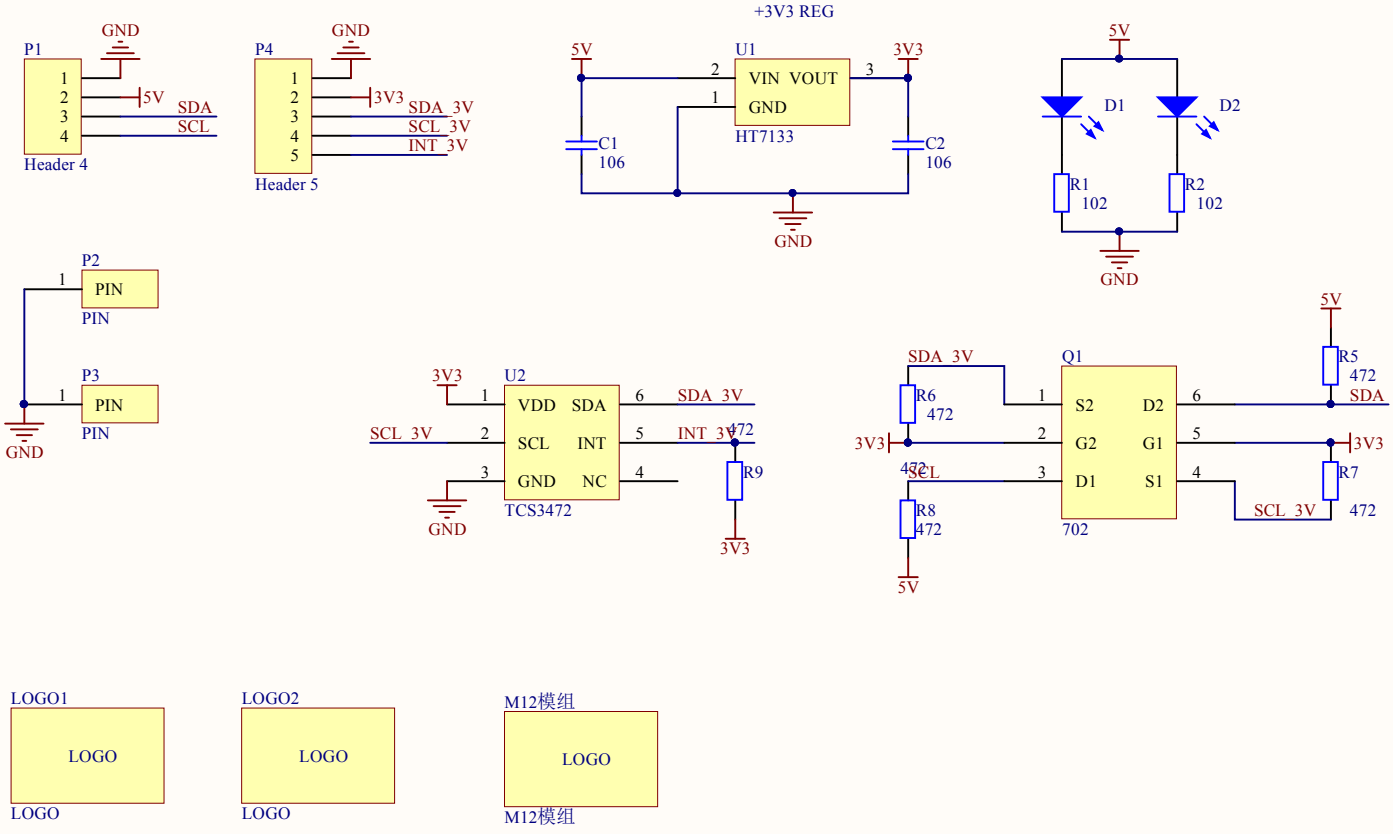 +3V3 REG
P1
GND
1
2
5V
3
SDA
4
SCL
Header 4
P4
GND
1
2
3V3
3
SDA_3V
4
SCL_3V
5
INT_3V
Header 5
5V
U1
3V3
2
VIN VOUT
3
1
GND
HT7133
C1
106
C2
106
GND
5V
D1
D2
R1
102
R2
102
GND
P2
1
PIN
PIN
P3
1
PIN
PIN
GND
3V3
U2
1
VDD SDA
6
SDA_3V
SCL_3V
2
SCL INT
5
INT_3V
472
3
GND NC
4
R9
GND
TCS3472
3V3
SDA_3V
Q1
5V
R6
472
1
S2 D2
6
R5
472
SDA
3V3
2
G2 G1
5
3V3
472
SCL
3
D1 S1
4
R7
472
SCL_3V
R8
472
702
5V
LOGO1
LOGO
LOGO
LOGO2
LOGO
LOGO
M12模组
LOGO
M12模组